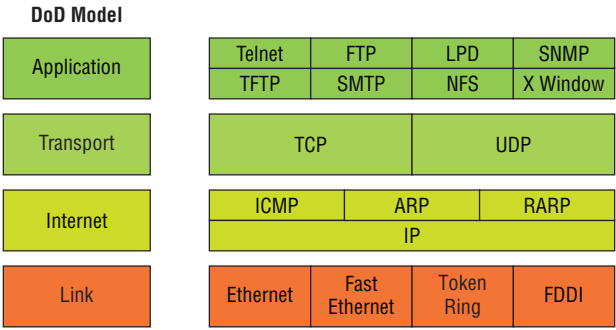 DoD Model
Application
Telnet FTP LPD SNMP
TFTP SMTP NFS X Window
Transport
TCP UDP
Internet
ICMP ARP RARP
IP
Link
Ethernet Fast Ethernet Token Ring FDDI